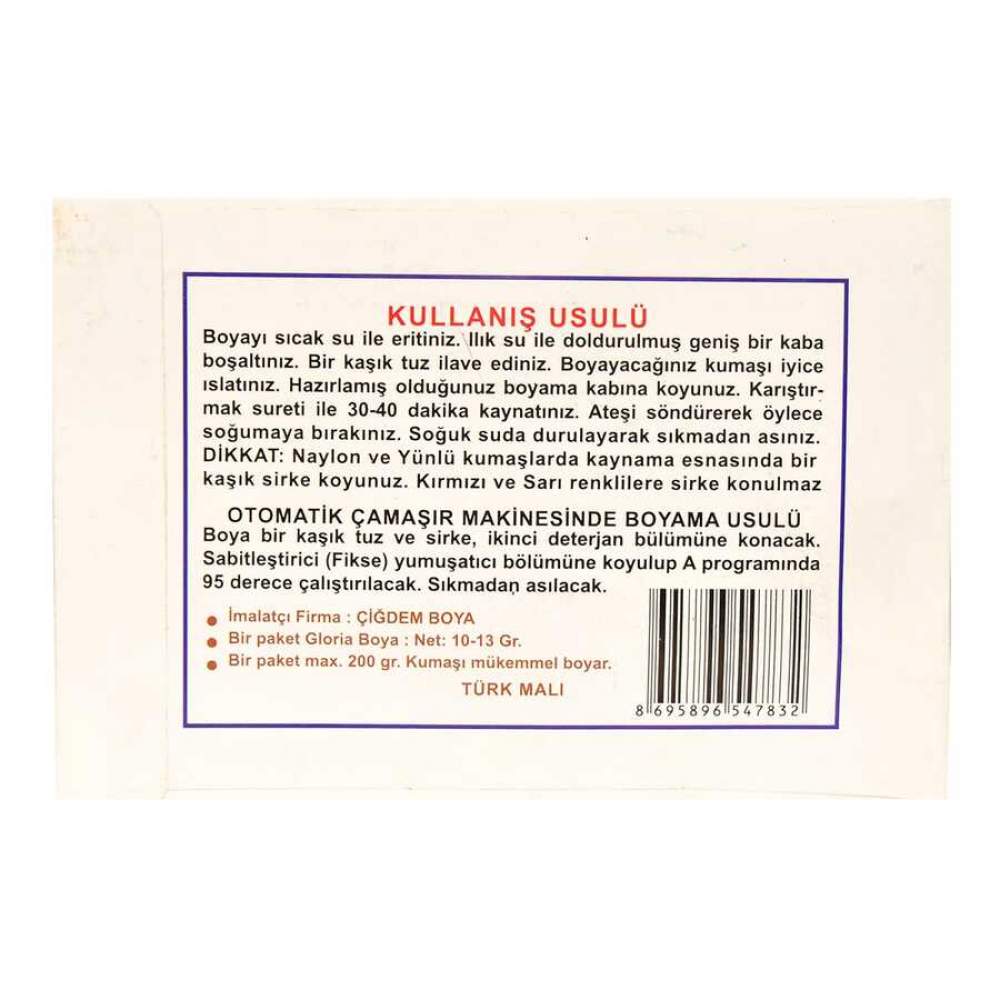 KULLANIŞ USULÜ
Boyayı sıcak su ile eritiniz. Ilık su ile doldurulmuş geniş bir kaba
boşaltınız. Bir kaşık tuz ilave ediniz. Boyayacağınız kumaşı iyice
ıslatınız. Hazırlamış olduğunuz boyama kabına koyunuz. Karıştır-
mak sureti ile 30-40 dakika kaynatınız. Ateşi söndürerek öylece
soğumaya bırakınız. Soğuk suda durulayarak sıkmadan asınız.
DİKKAT: Naylon ve Yünlü kumaşlarda kaynama esnasında bir
kaşık sirke koyunuz. Kırmızı ve Sarı renklilere sirke konulmaz
OTOMATİK ÇAMAŞIR MAKİNESİNDE BOYAMA USULÜ
Boya bir kaşık tuz ve sirke, ikinci deterjan bülümüne konacak.
Sabitleştirici (Fikse) yumuşatıcı bölümüne koyulup A programında
95 derece çalıştırılacak. Sıkmadan asılacak.
● İmalatçı Firma : ÇİĞDEM BOYA
● Bir paket Gloria Boya : Net: 10-13 Gr.
● Bir paket max. 200 gr. Kumaşı mükemmel boyar.
TÜRK MALI
8 695896 547832